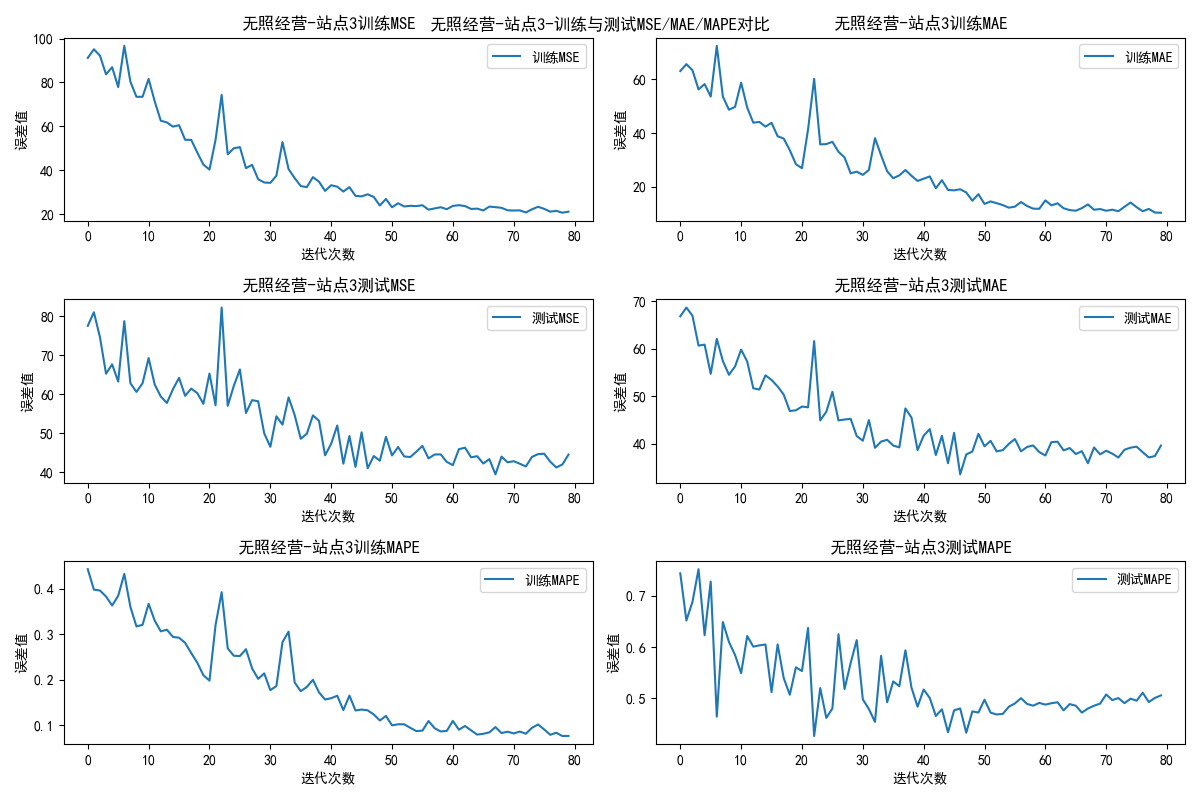 无照经营-站点3-训练与测试MSE/MAE/MAPE对比
无照经营-站点3训练MSE
训练MSE
误差值
100
80
60
40
20
0 10 20 30 40 50 60 70 80
迭代次数
无照经营-站点3训练MAE
训练MAE
误差值
60
40
20
0 10 20 30 40 50 60 70 80
迭代次数
无照经营-站点3测试MSE
测试MSE
误差值
80
70
60
50
40
0 10 20 30 40 50 60 70 80
迭代次数
无照经营-站点3测试MAE
测试MAE
误差值
70
60
50
40
0 10 20 30 40 50 60 70 80
迭代次数
无照经营-站点3训练MAPE
训练MAPE
误差值
0.4
0.3
0.2
0.1
0 10 20 30 40 50 60 70 80
迭代次数
无照经营-站点3测试MAPE
测试MAPE
误差值
0.7
0.6
0.5
0 10 20 30 40 50 60 70 80
迭代次数